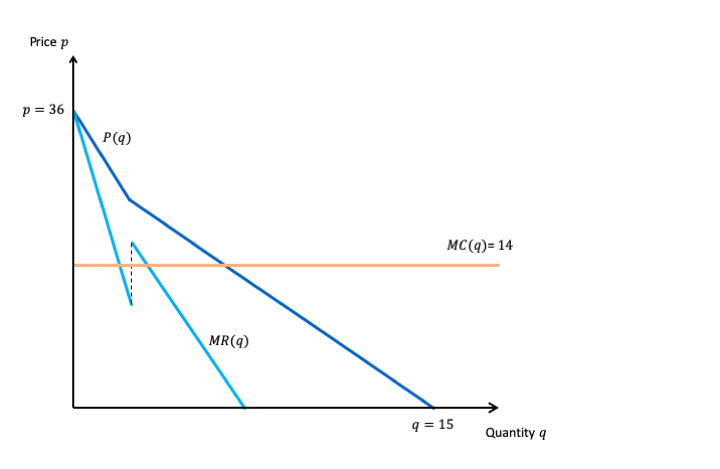 Price p
p = 36
P(q)
MC(q)= 14
MR(q)
q = 15
Quantity q